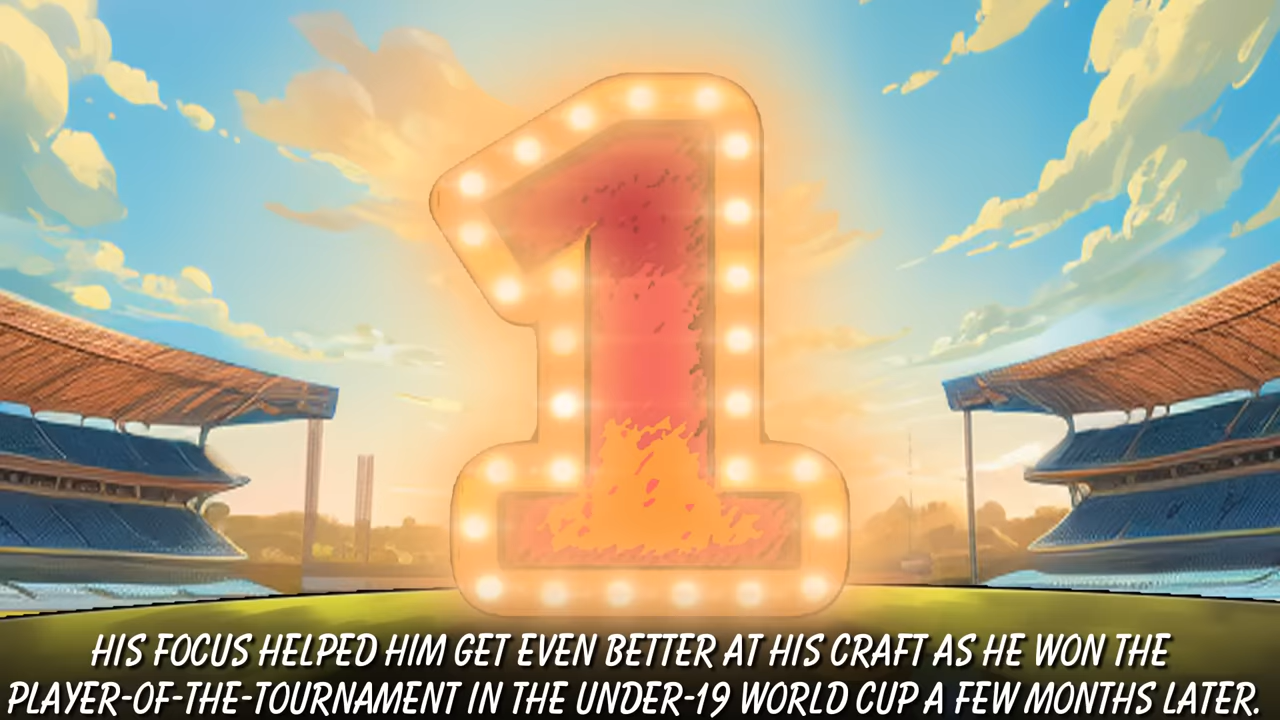 1
HIS FOCUS HELPED HIM GET EVEN BETTER AT HIS CRAFT AS HE WON THE
PLAYER-OF-THE-TOURNAMENT IN THE UNDER-19 WORLD CUP A FEW MONTHS LATER.